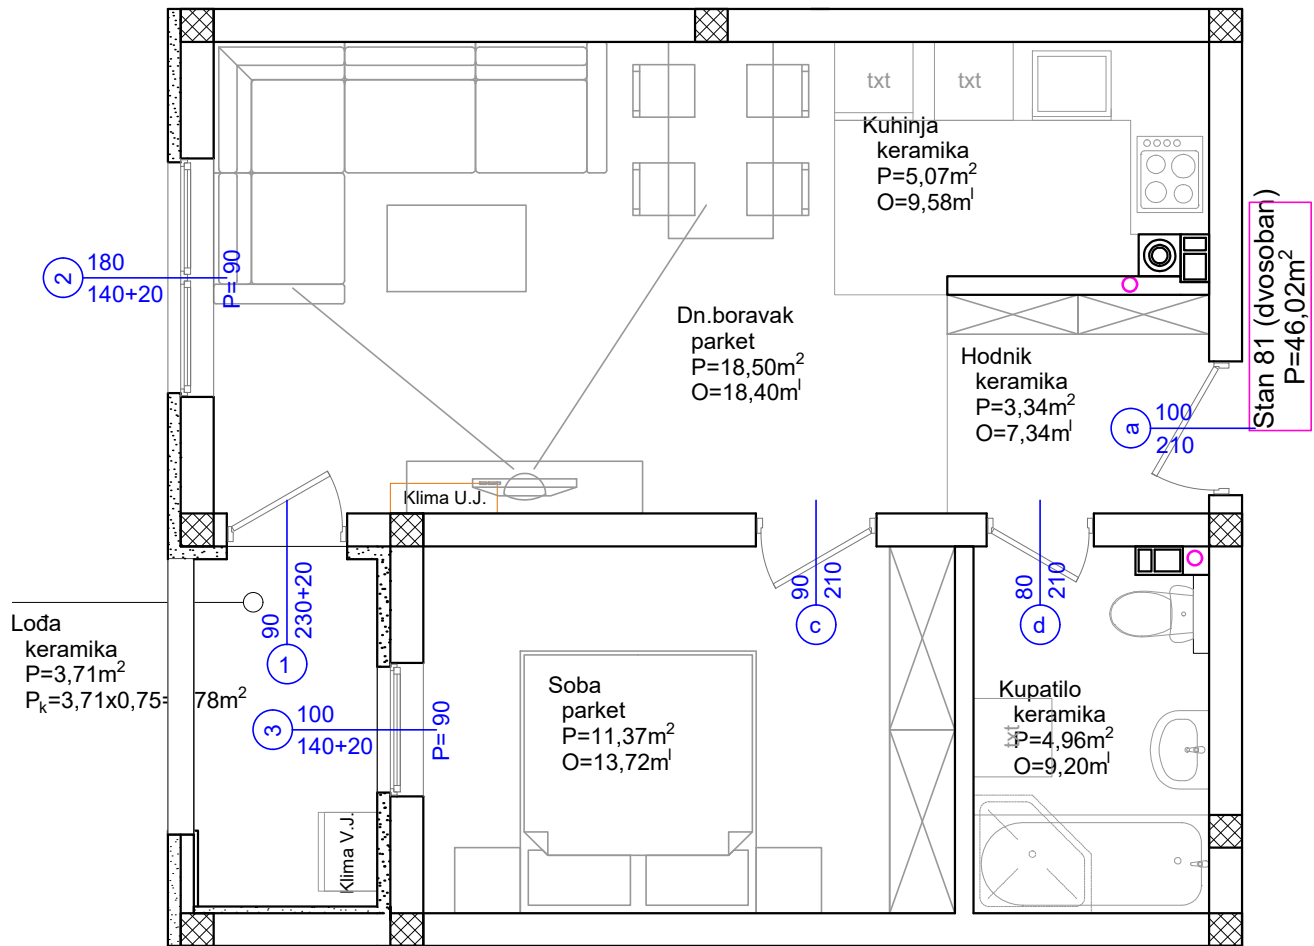 txt
txt
Kuhinja
keramika
P=5,07m²
O=9,58mˡ
Stan 81 (dvosoban)
P=46,02m²
2
180
140+20
P= 90
Dn.boravak
parket
P=18,50m²
O=18,40mˡ
Hodnik
keramika
P=3,34m²
O=7,34mˡ
a
100
210
Klima U.J.
Lođa
keramika
P=3,71m²
Pₖ=3,71x0,75= 78m²
90
230+20
1
90
210
c
80
210
d
3
100
140+20
P= 90
Soba
parket
P=11,37m²
O=13,72mˡ
Kupatilo
keramika
P=4,96m²
O=9,20mˡ
txt
Klima V.J.